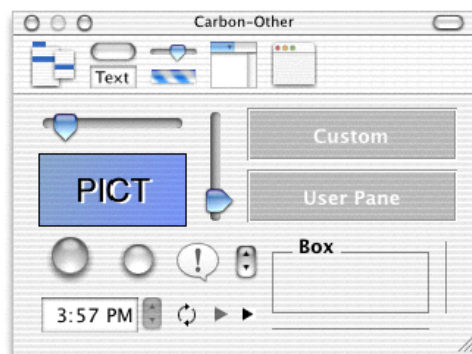 Carbon-Other
Text
Custom
PICT
User Pane
!
Box
3:57 PM